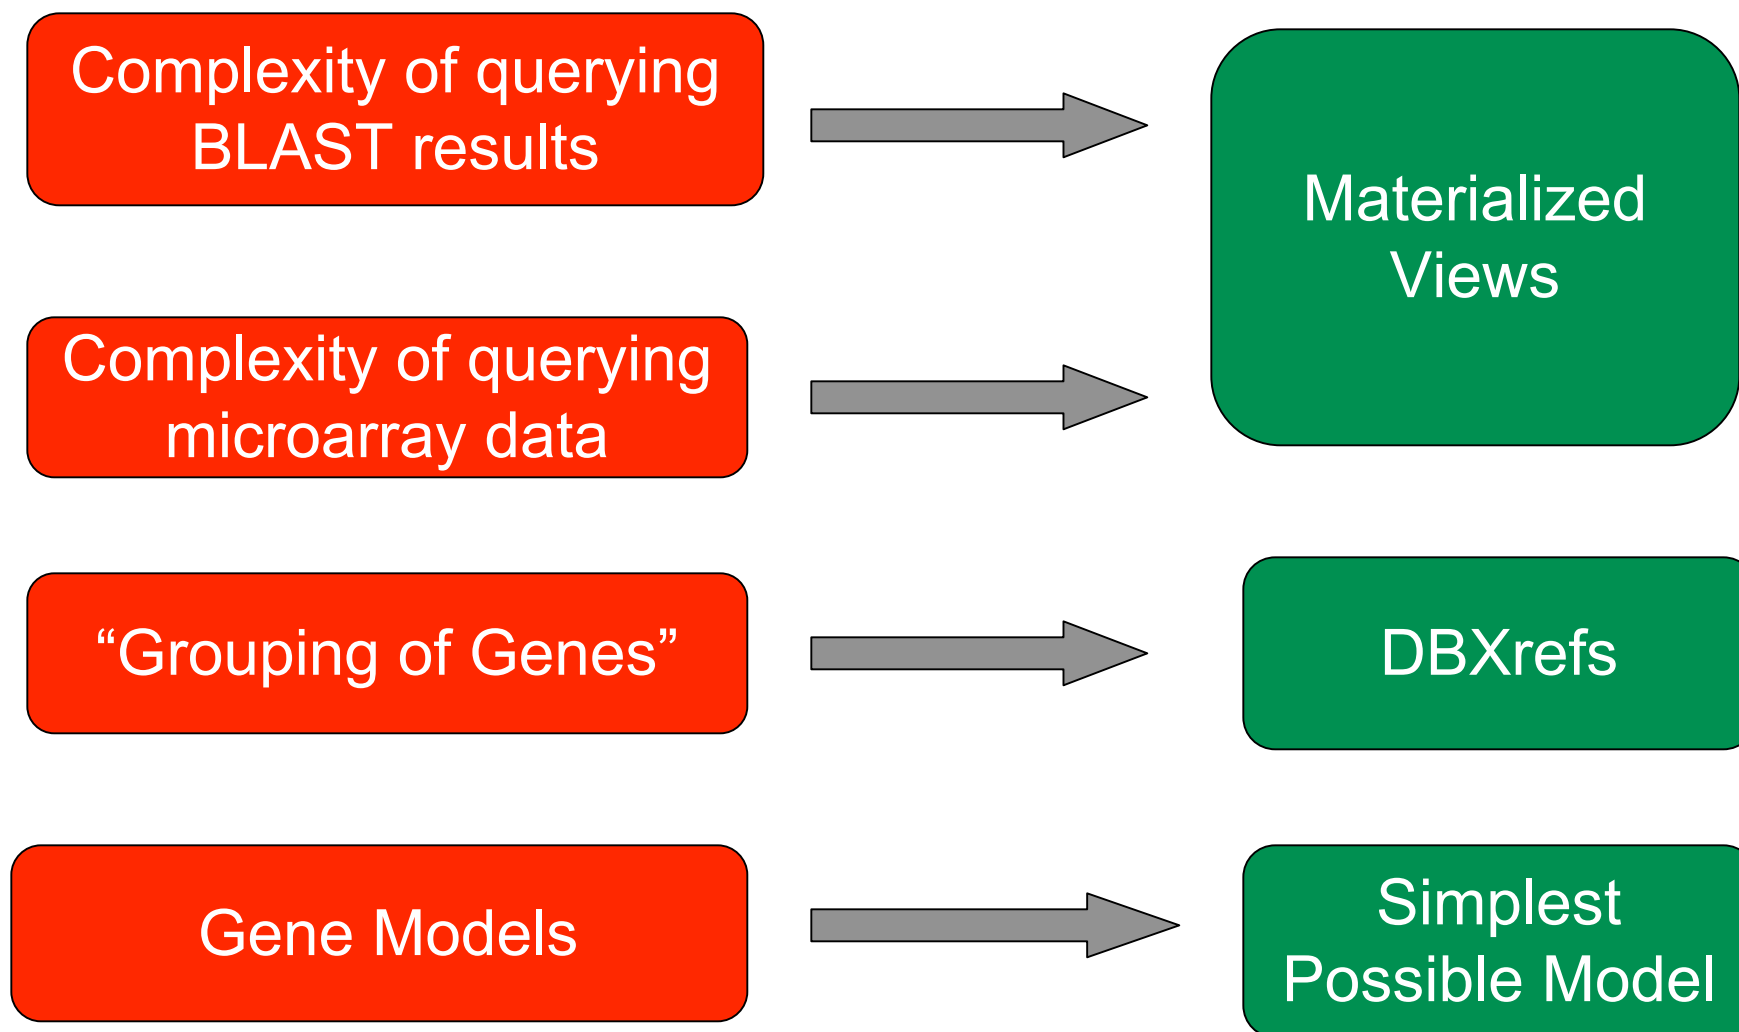 Complexity of querying
BLAST results
Materialized
Views
Complexity of querying
microarray data
“Grouping of Genes”
DBXrefs
Gene Models
Simplest
Possible Model